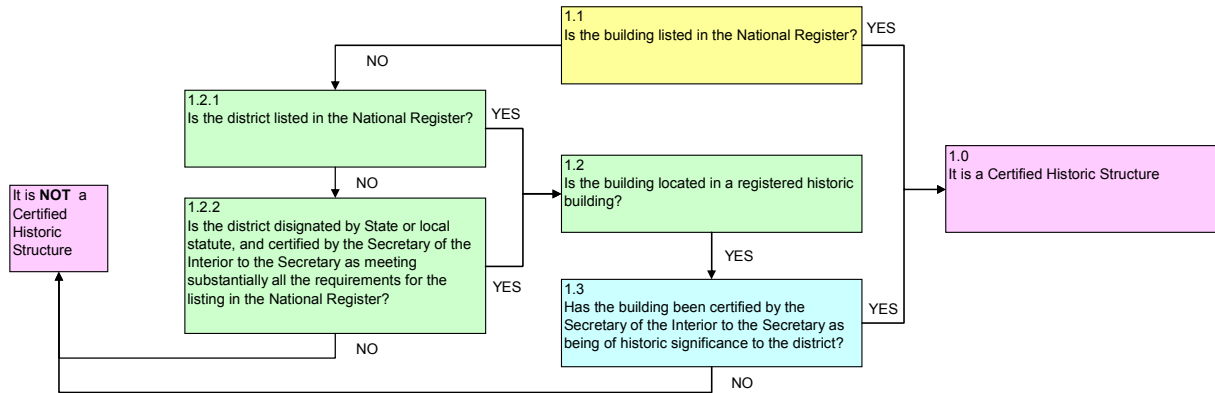 1.1
Is the building listed in the National Register?
YES
NO
1.2.1
Is the district listed in the National Register?
YES
NO
1.2
Is the building located in a registered historic
building?
YES
1.0
It is a Certified Historic Structure
It is NOT a
Certified
Historic
Structure
1.2.2
Is the district disignated by State or local
statute, and certified by the Secretary of the
Interior to the Secretary as meeting
substantially all the requirements for the
listing in the National Register?
YES
NO
1.3
Has the building been certified by the
Secretary of the Interior to the Secretary as
being of historic significance to the district?
YES
NO